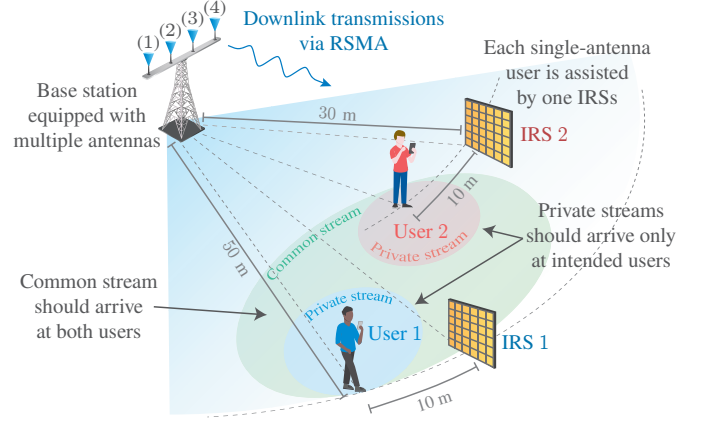 (1)
(2)
(3)
(4)
Downlink transmissions
via RSMA
Each single-antenna
user is assisted
by one IRSs
Base station
equipped with
multiple antennas
30 m
IRS 2
10 m
Common stream
User 2
Private stream
Private streams
should arrive only
at intended users
50 m
Common stream
should arrive
at both users
Private stream
User 1
IRS 1
10 m